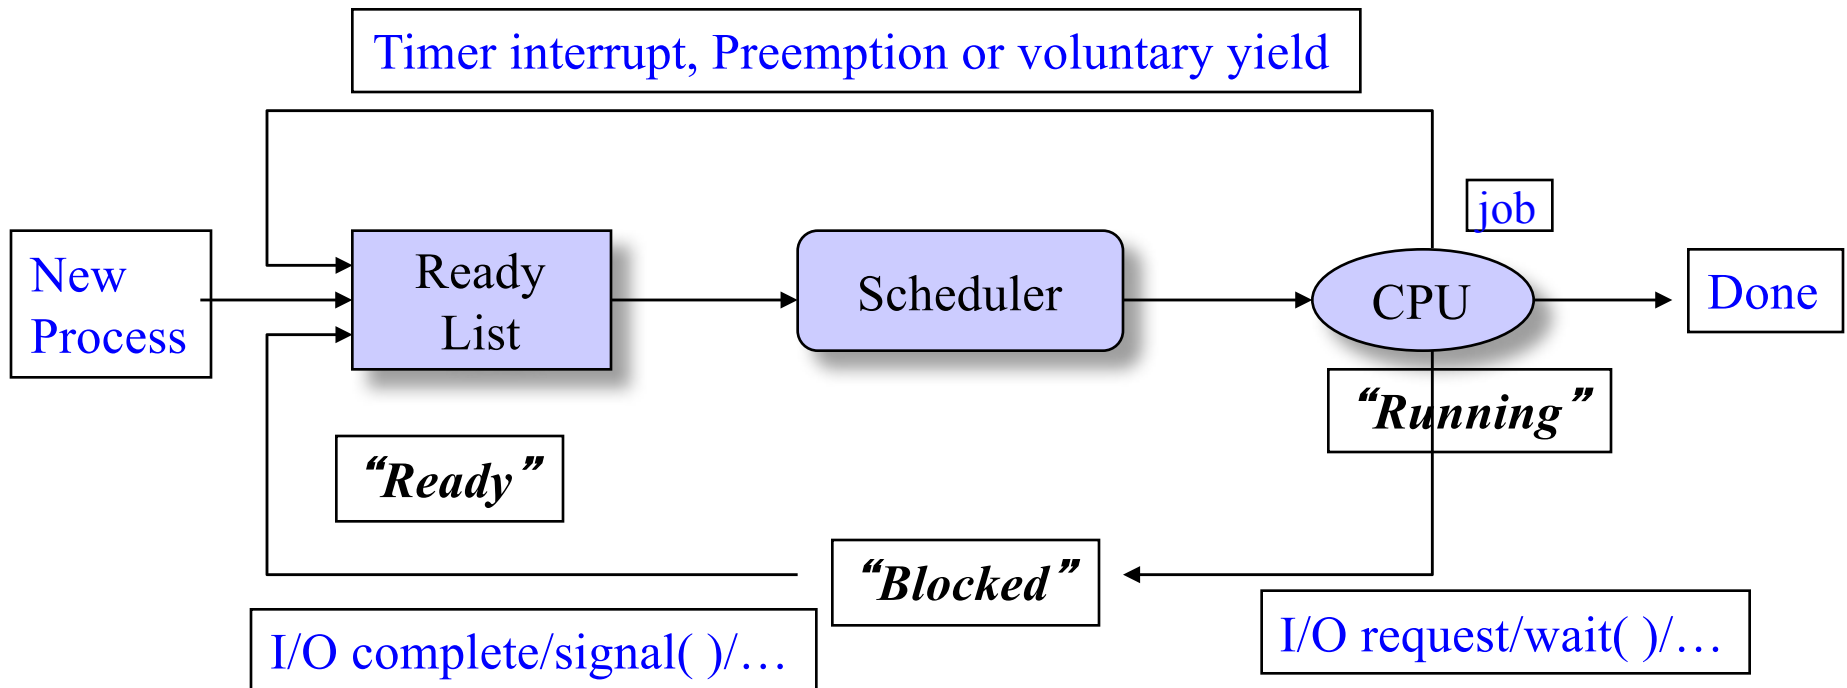 Timer interrupt, Preemption or voluntary yield
job
New
Process
Ready
List
Scheduler
CPU
Done
“Running”
“Ready”
“Blocked”
I/O complete/signal( )/…
I/O request/wait( )/…